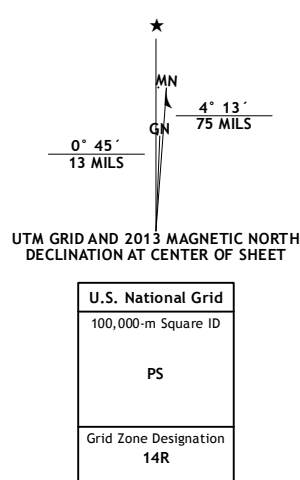 ★
MN
4° 13´
75 MILS
GN
0° 45´
13 MILS
UTM GRID AND 2013 MAGNETIC NORTH
DECLINATION AT CENTER OF SHEET
U.S. National Grid
100,000-m Square ID
PS
Grid Zone Designation
14R